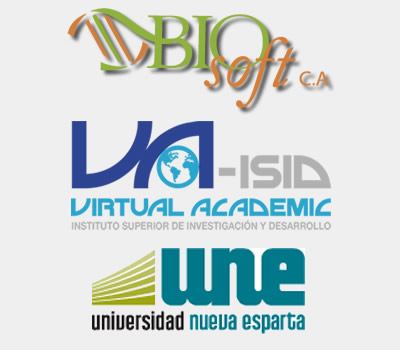 BIO
soft C.A
VA-ISID
VIRTUAL ACADEMIC
INSTITUTO SUPERIOR DE INVESTIGACIÓN Y DESARROLLO
une
universidad nueva esparta